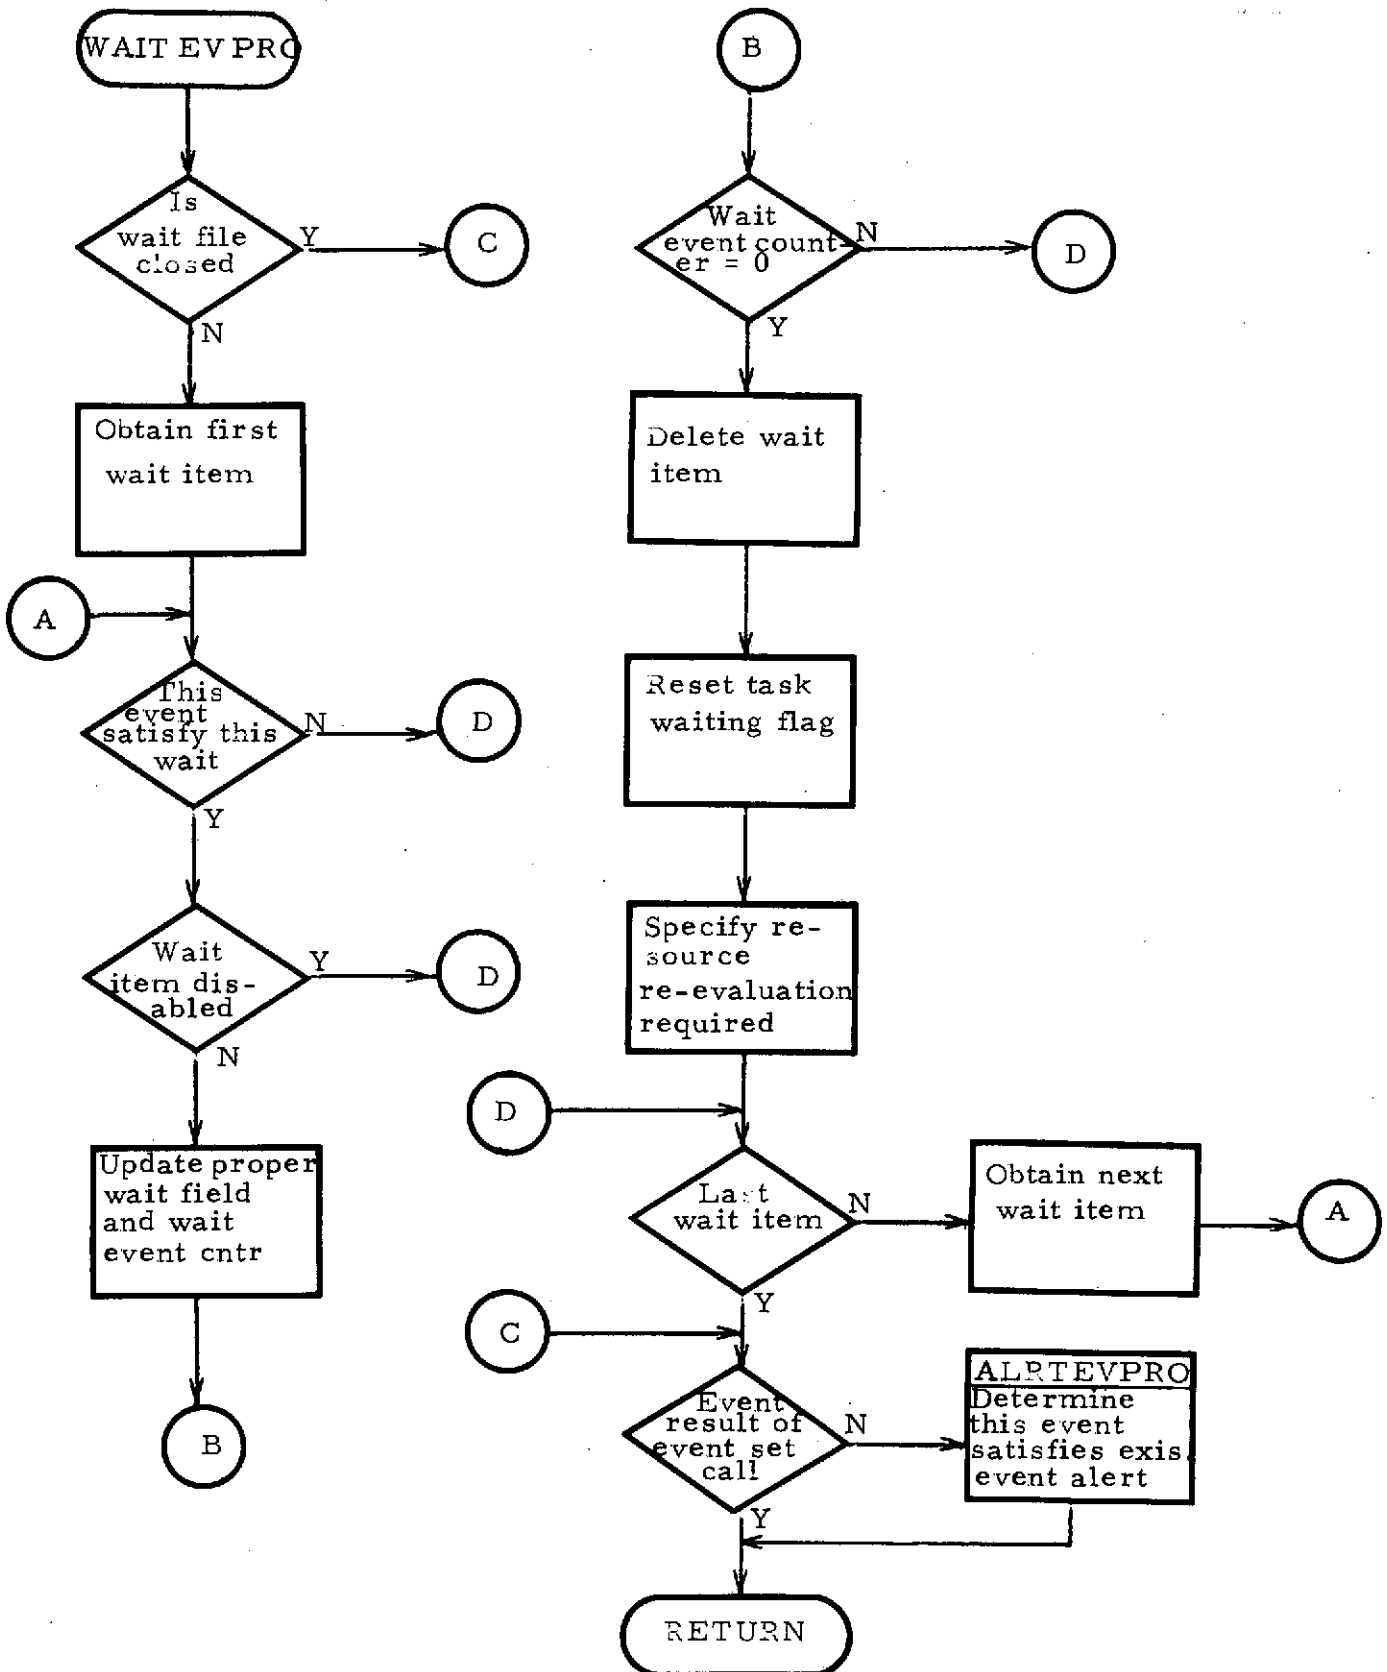 WAIT EVPRO
Is
wait file
closed
Y
C
N
Obtain first
wait item
A
This
event
satisfy this
wait
N
D
Y
Wait
item dis-
abled
Y
D
N
Update proper
wait field
and wait
event cntr
B
B
Wait
event count-
er = 0
N
D
Y
Delete wait
item
Reset task
waiting flag
Specify re-
source
re-evaluation
required
D
Last
wait item
N
Obtain next
wait item
A
Y
C
Event
result of
event set
call
N
ALRTEVPRO
Determine
this event
satisfies exis
event alert
Y
RETURN